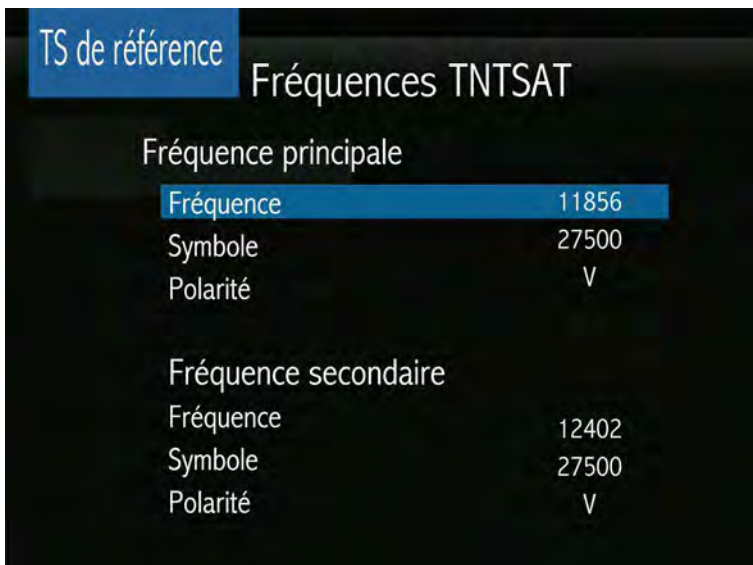 TS de référence
Fréquences TNTSAT
Fréquence principale
Fréquence 11856
Symbole 27500
Polarité V
Fréquence secondaire
Fréquence 12402
Symbole 27500
Polarité V